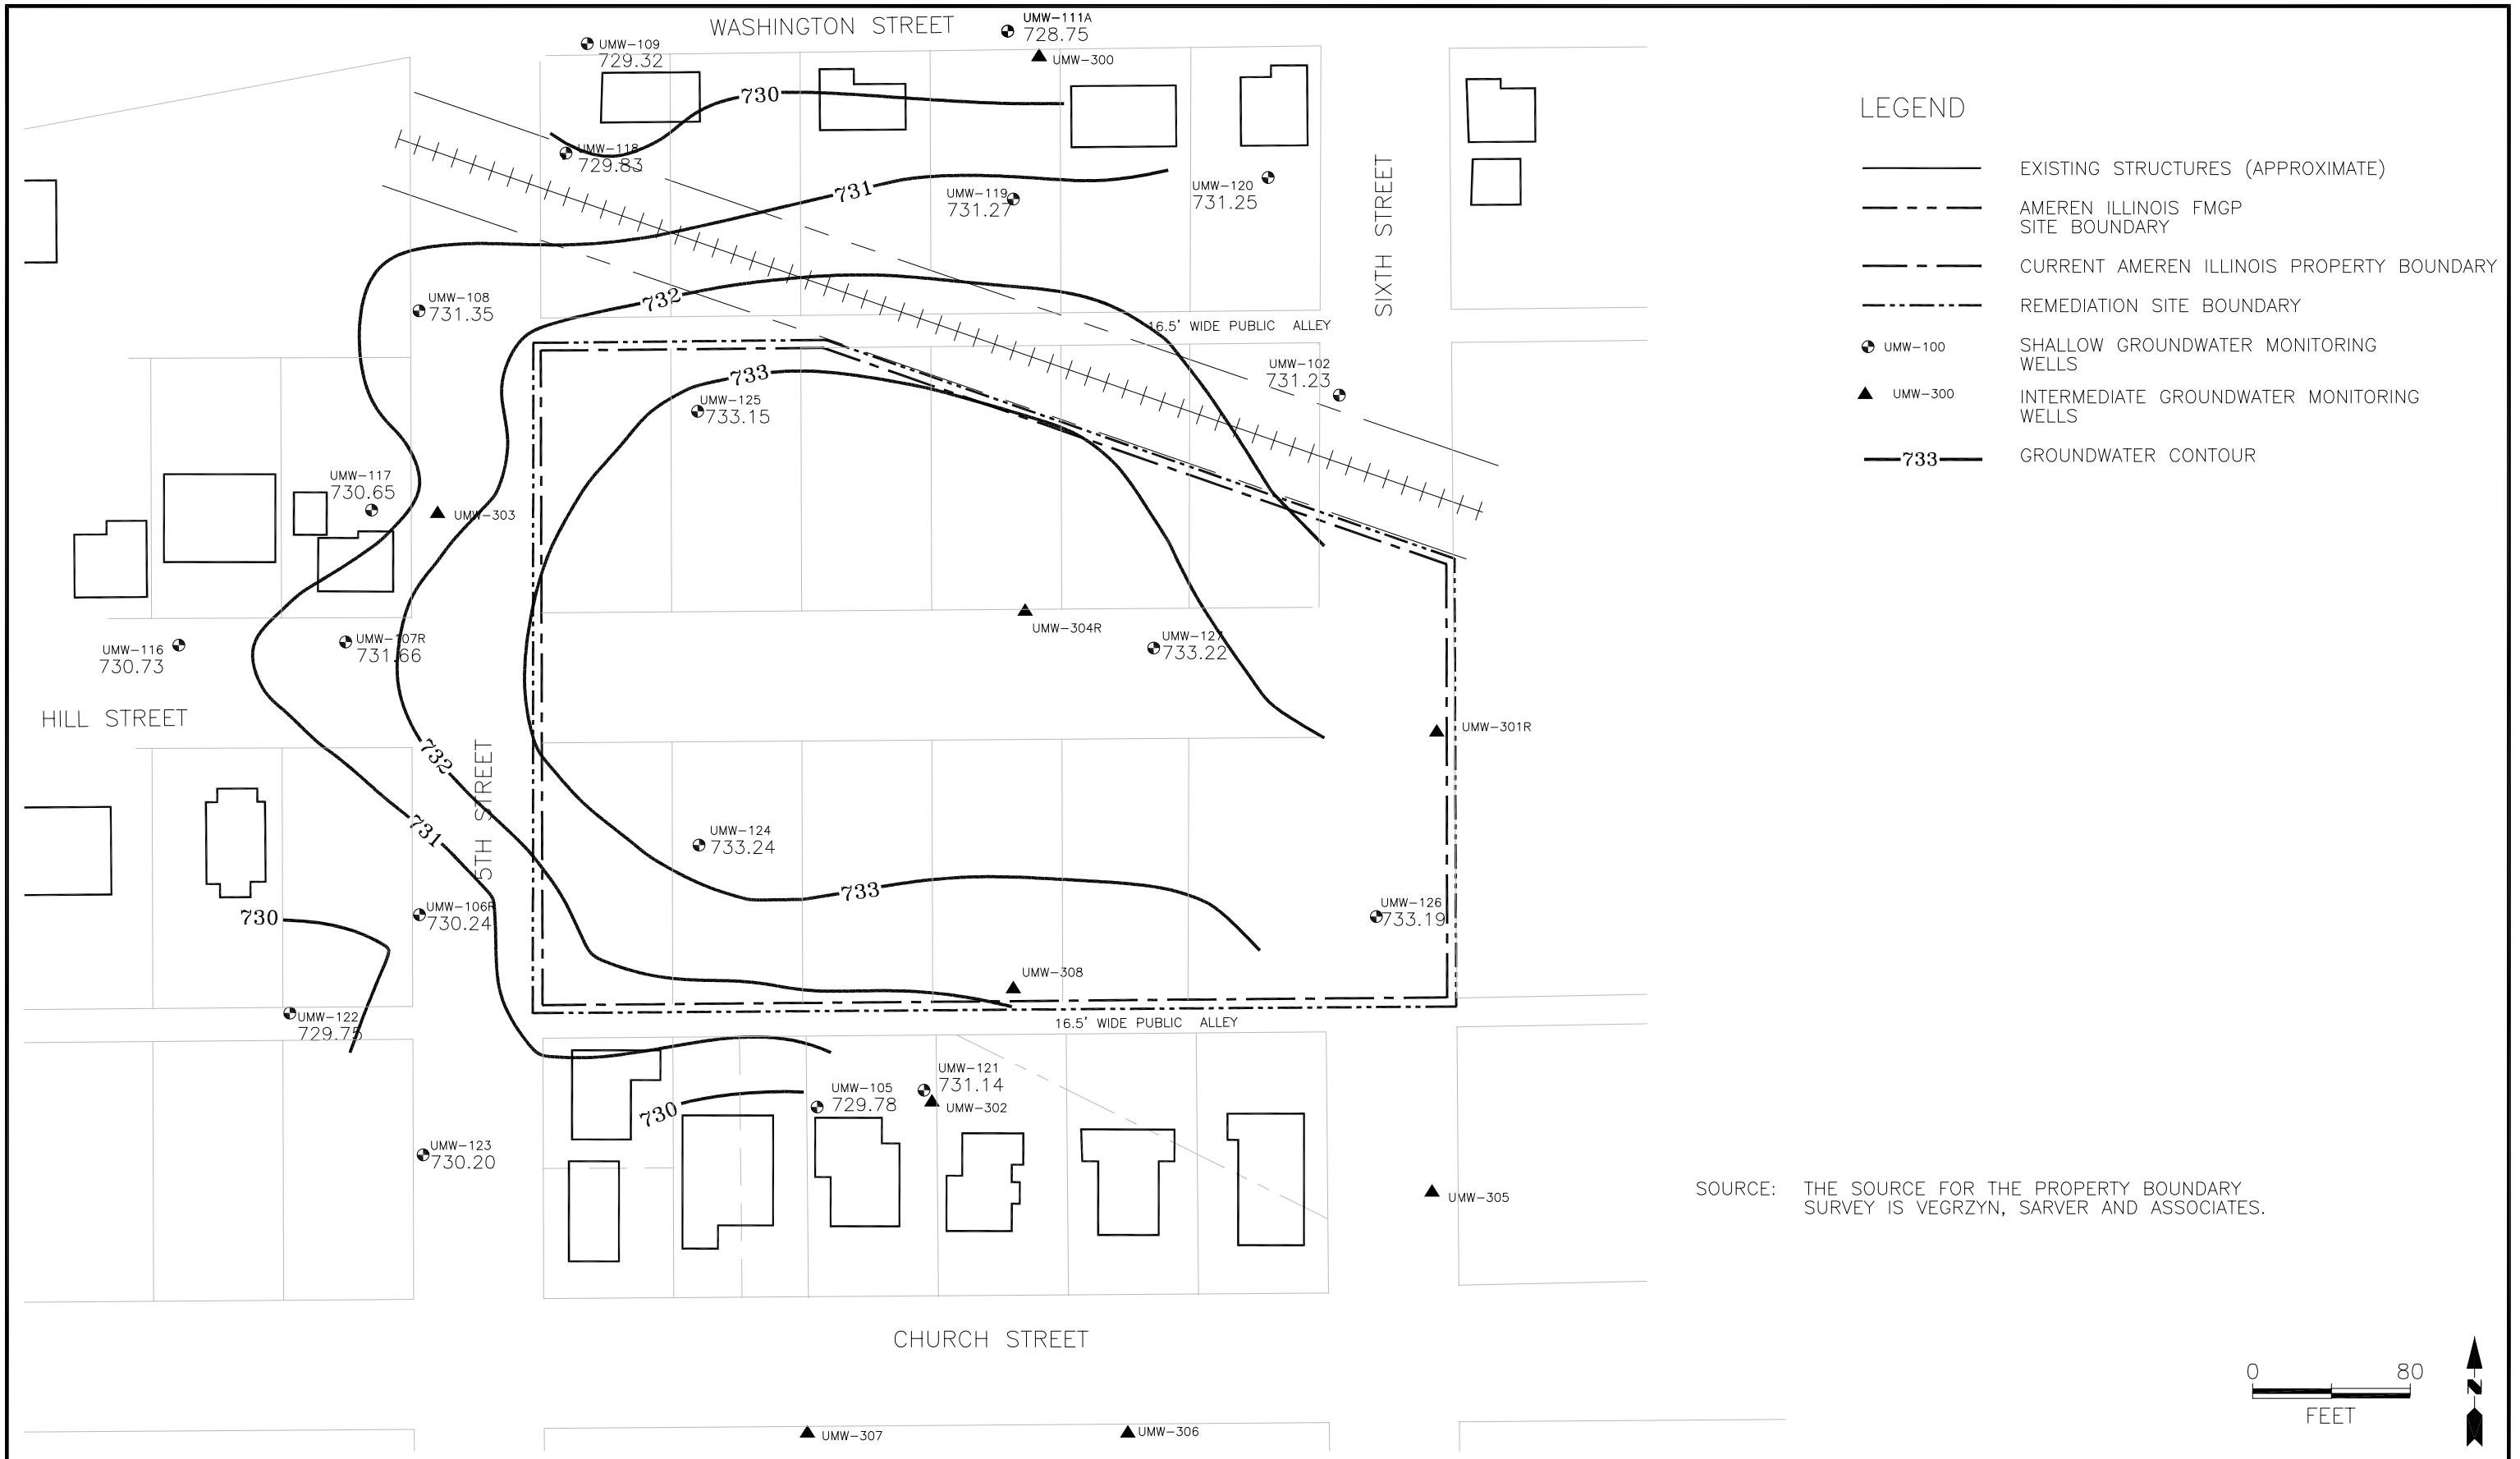 WASHINGTON STREET
UMW-111A
728.75
UMW-300
UMW-109
729.32
730
UMW-118
729.83
731
UMW-119
731.27
UMW-120
731.25
SIXTH STREET
UMW-108
731.35
732
16.5' WIDE PUBLIC ALLEY
733
UMW-125
733.15
UMW-102
731.23
UMW-117
730.65
UMW-303
UMW-304R
UMW-127
733.22
UMW-116
730.73
UMW-107R
731.66
HILL STREET
UMW-301R
732
5TH STREET
731
UMW-124
733.24
733
UMW-126
733.19
730
UMW-106R
730.24
UMW-308
UMW-122
729.75
16.5' WIDE PUBLIC ALLEY
UMW-121
731.14
UMW-105
729.78
UMW-302
730
UMW-123
730.20
UMW-305
CHURCH STREET
UMW-307
UMW-306
LEGEND
EXISTING STRUCTURES (APPROXIMATE)
AMEREN ILLINOIS FMGP
SITE BOUNDARY
CURRENT AMEREN ILLINOIS PROPERTY BOUNDARY
REMEDIATION SITE BOUNDARY
UMW-100 SHALLOW GROUNDWATER MONITORING
WELLS
UMW-300 INTERMEDIATE GROUNDWATER MONITORING
WELLS
733 GROUNDWATER CONTOUR
SOURCE: THE SOURCE FOR THE PROPERTY BOUNDARY
SURVEY IS VEGRZYN, SARVER AND ASSOCIATES.
0 80
FEET
N